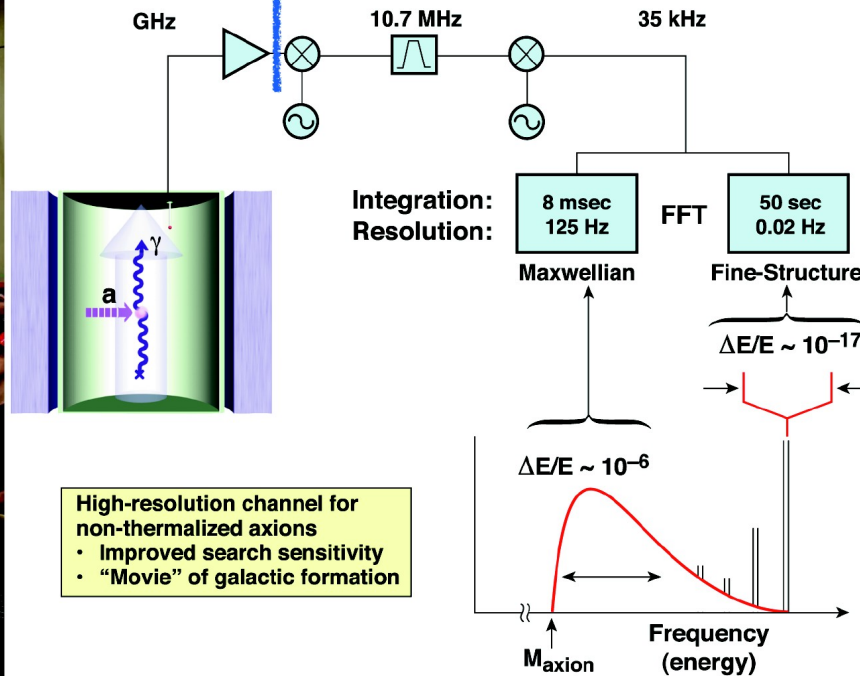 GHz
10.7 MHz
35 kHz
Integration:
Resolution:
8 msec
125 Hz
FFT
50 sec
0.02 Hz
Maxwellian
Fine-Structure
γ
a
ΔE/E ~ 10⁻¹⁷
ΔE/E ~ 10⁻⁶
High-resolution channel for
non-thermalized axions
• Improved search sensitivity
• “Movie” of galactic formation
Maxion
Frequency
(energy)